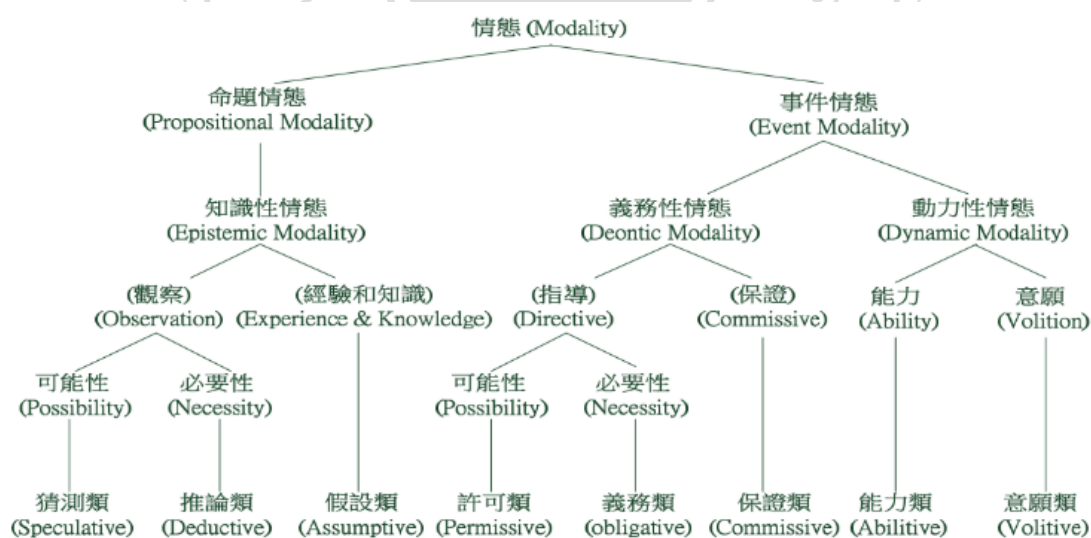 情態 (Modality)
命題情態
(Propositional Modality)
事件情態
(Event Modality)
知識性情態
(Epistemic Modality)
義務性情態
(Deontic Modality)
動力性情態
(Dynamic Modality)
(觀察)
(Observation)
(經驗和知識)
(Experience & Knowledge)
(指導)
(Directive)
(保證)
(Commissive)
能力
(Ability)
意願
(Volition)
可能性
(Possibility)
必要性
(Necessity)
可能性
(Possibility)
必要性
(Necessity)
猜測類
(Speculative)
推論類
(Deductive)
假設類
(Assumptive)
許可類
(Permissive)
義務類
(obligative)
保證類
(Commissive)
能力類
(Abilitive)
意願類
(Volitive)